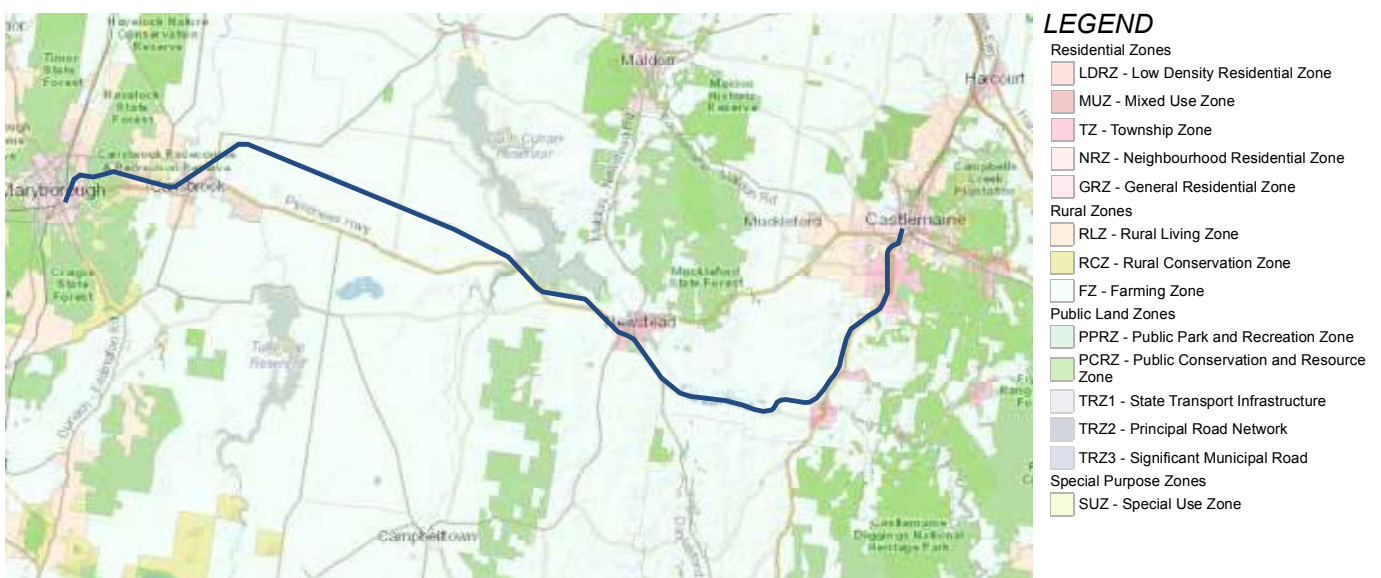 Havelock Nature
Conservation
Reserve
Timor
State
Forest
Havelock
State
Forest
Maryborough
Craigie
State
Forest
Pyrenees Hwy
Cairn Curran
Reservoir
Maldon
Maldon
Historic
Reserve
Harcourt
Muckleford
Castlemaine
Campbells
Creek
Plantation
Muckleford
State Forest
Newstead
Campbelltown
Castlemaine
Diggings National
Heritage Park
LEGEND
Residential Zones
LDRZ - Low Density Residential Zone
MUZ - Mixed Use Zone
TZ - Township Zone
NRZ - Neighbourhood Residential Zone
GRZ - General Residential Zone
Rural Zones
RLZ - Rural Living Zone
RCZ - Rural Conservation Zone
FZ - Farming Zone
Public Land Zones
PPRZ - Public Park and Recreation Zone
PCRZ - Public Conservation and Resource
Zone
TRZ1 - State Transport Infrastructure
TRZ2 - Principal Road Network
TRZ3 - Significant Municipal Road
Special Purpose Zones
SUZ - Special Use Zone